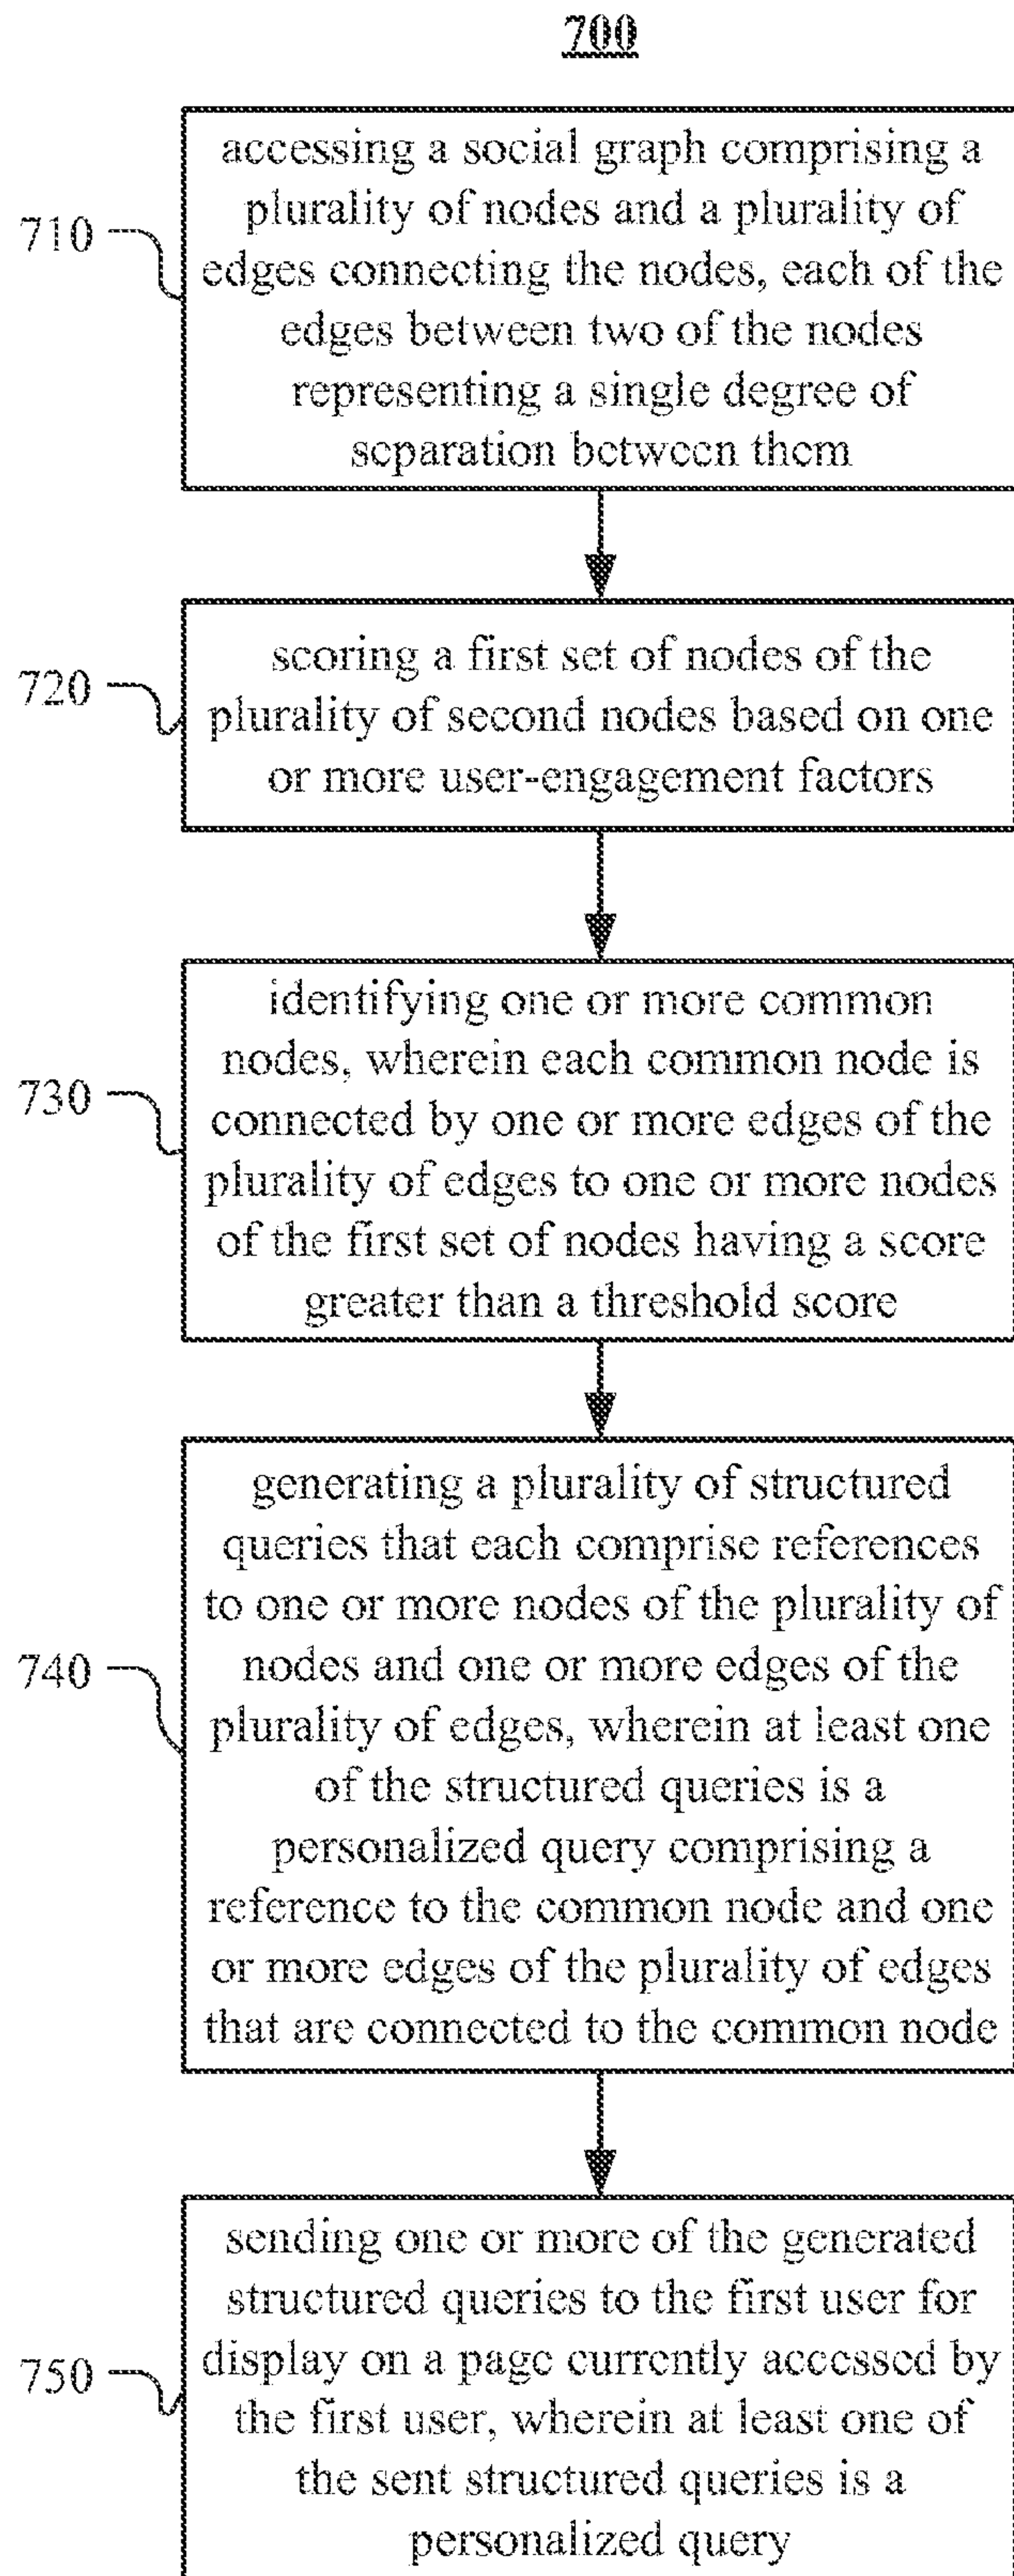 700
710
accessing a social graph comprising a
plurality of nodes and a plurality of
edges connecting the nodes, each of the
edges between two of the nodes
representing a single degree of
separation between them
720
scoring a first set of nodes of the
plurality of second nodes based on one
or more user-engagement factors
730
identifying one or more common
nodes, wherein each common node is
connected by one or more edges of the
plurality of edges to one or more nodes
of the first set of nodes having a score
greater than a threshold score
740
generating a plurality of structured
queries that each comprise references
to one or more nodes of the plurality of
nodes and one or more edges of the
plurality of edges, wherein at least one
of the structured queries is a
personalized query comprising a
reference to the common node and one
or more edges of the plurality of edges
that are connected to the common node
750
sending one or more of the generated
structured queries to the first user for
display on a page currently accessed by
the first user, wherein at least one of
the sent structured queries is a
personalized query